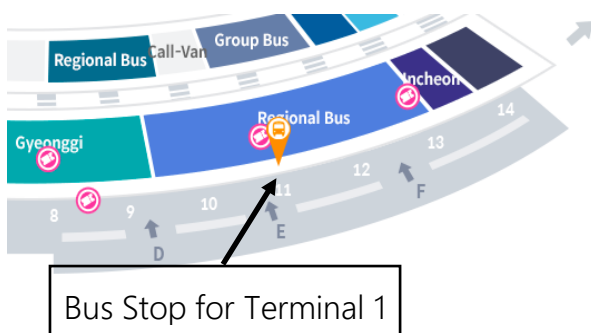 Group Bus
Call-Van
Regional Bus
Incheon
Regional Bus
Gyeonggi
14
13
12
11
10
9
8
F
E
D
Bus Stop for Terminal 1